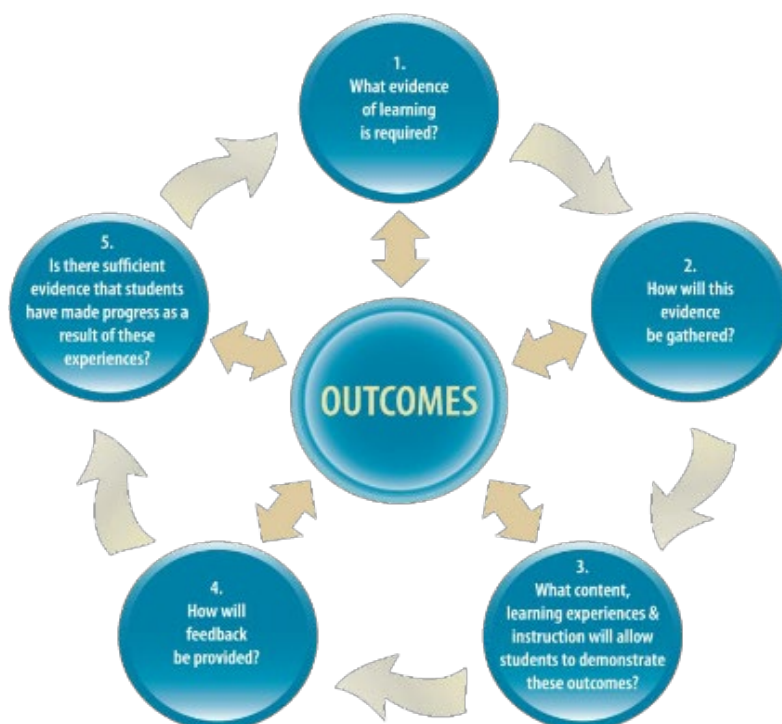 1.
What evidence
of learning
is required?
2.
How will this
evidence
be gathered?
3.
What content,
learning experiences &
instruction will allow
students to demonstrate
these outcomes?
4.
How will
feedback
be provided?
5.
Is there sufficient
evidence that students
have made progress as a
result of these
experiences?
OUTCOMES